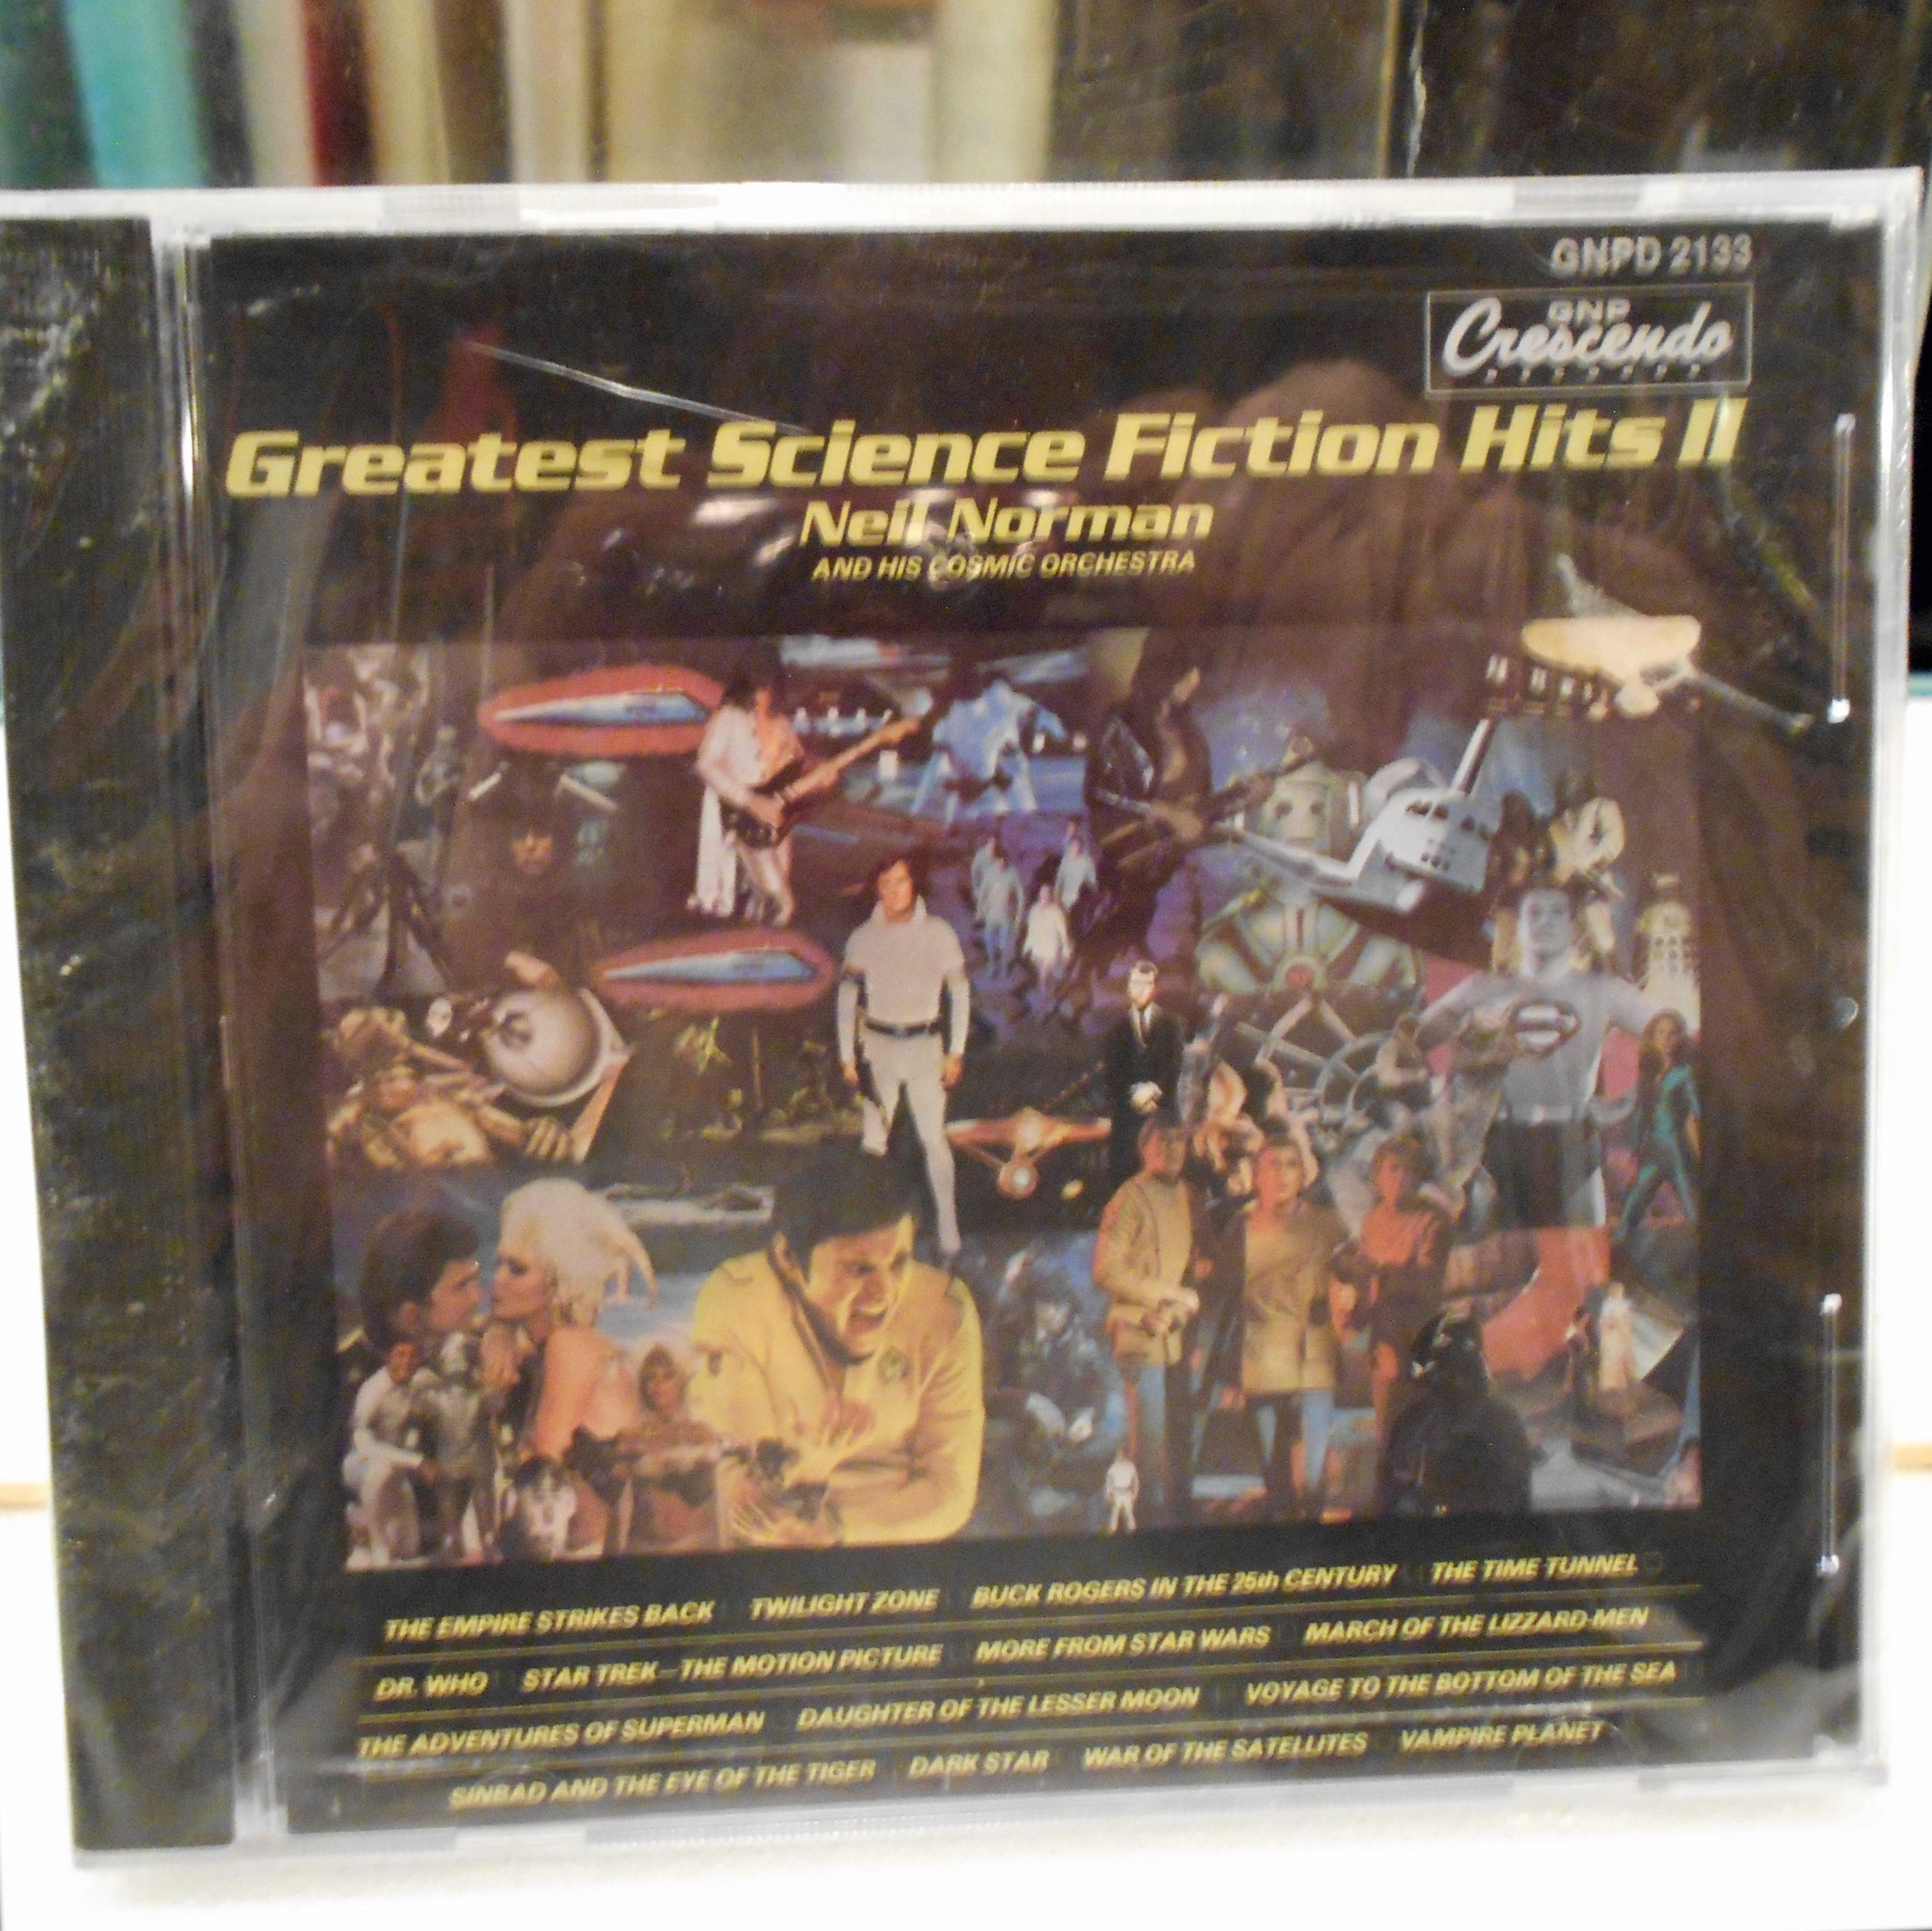 GNPD 2133
GNP
Crescendo
RECORDS
Greatest Science Fiction Hits II
Neil Norman
AND HIS COSMIC ORCHESTRA
THE EMPIRE STRIKES BACK TWILIGHT ZONE BUCK ROGERS IN THE 25th CENTURY THE TIME TUNNEL
DR. WHO STAR TREK—THE MOTION PICTURE MORE FROM STAR WARS MARCH OF THE LIZZARD-MEN
THE ADVENTURES OF SUPERMAN DAUGHTER OF THE LESSER MOON VOYAGE TO THE BOTTOM OF THE SEA
SINBAD AND THE EYE OF THE TIGER DARK STAR WAR OF THE SATELLITES VAMPIRE PLANET